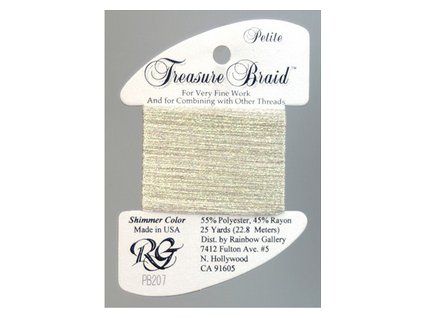 Petite
Treasure Braid™
For Very Fine Work
And for Combining with Other Threads
Shimmer Color
Made in USA
RG
PB207
55% Polyester, 45% Rayon
25 Yards (22.8 Meters)
Dist. by Rainbow Gallery
7412 Fulton Ave. #5
N. Hollywood
CA 91605